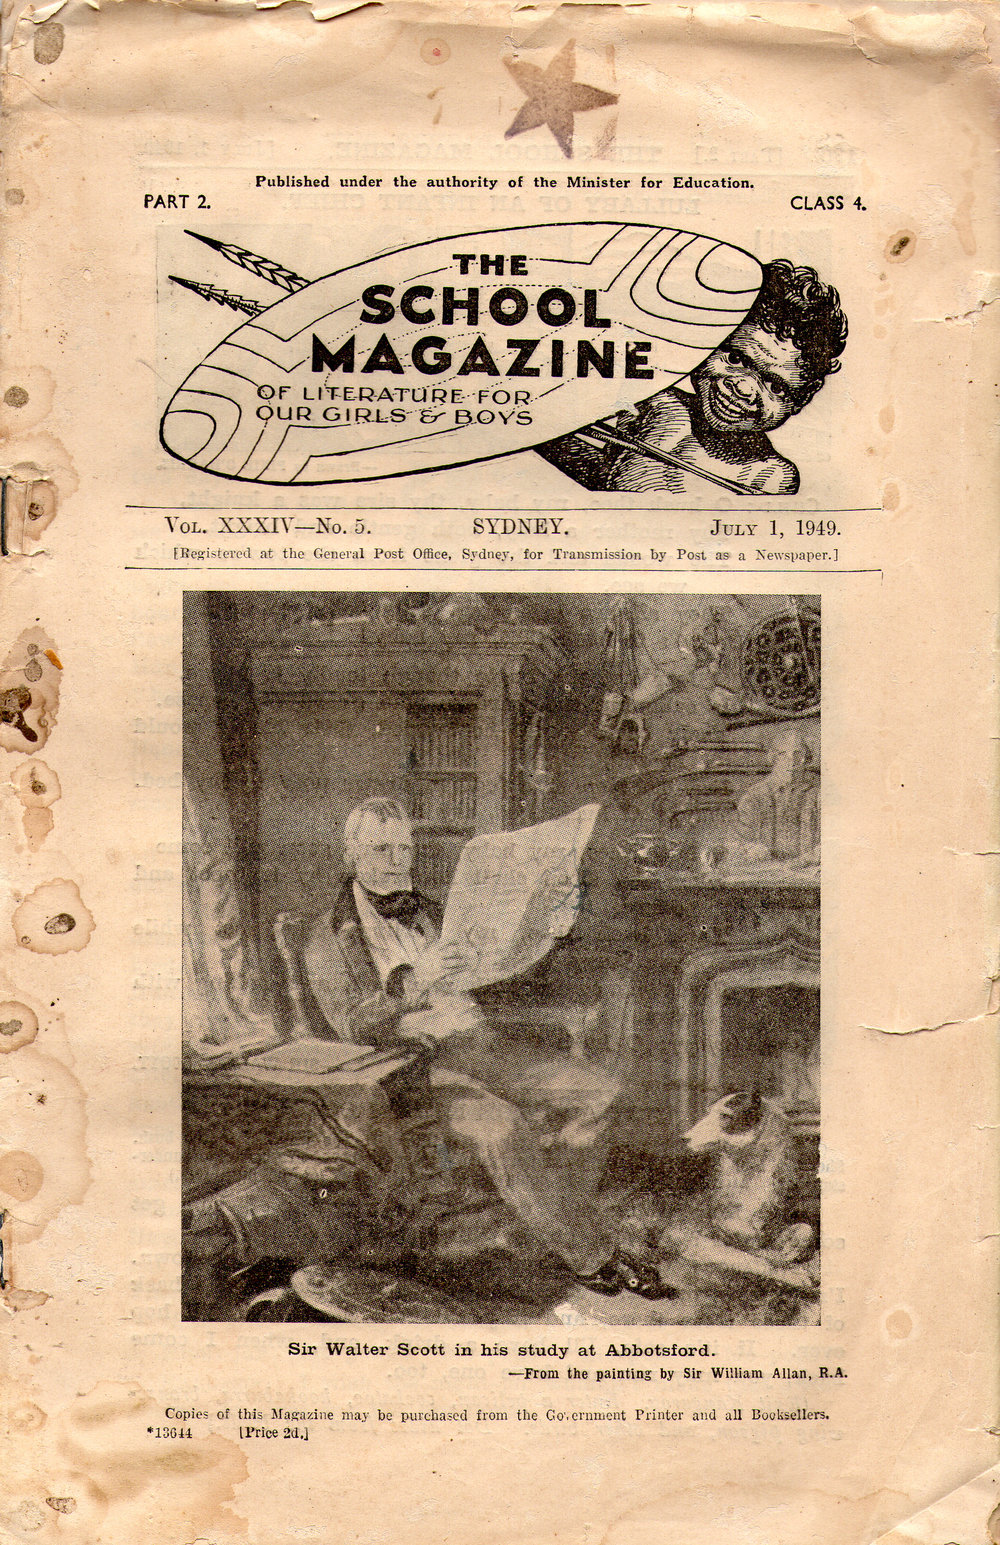 Published under the authority of the Minister for Education.
PART 2. CLASS 4.
THE
SCHOOL
MAGAZINE
OF LITERATURE FOR
OUR GIRLS & BOYS
VOL. XXXIV—No. 5. SYDNEY. JULY 1, 1949.
[Registered at the General Post Office, Sydney, for Transmission by Post as a Newspaper.]
Sir Walter Scott in his study at Abbotsford.
—From the painting by Sir William Allan, R.A.
Copies of this Magazine may be purchased from the Government Printer and all Booksellers.
*13644 [Price 2d.]